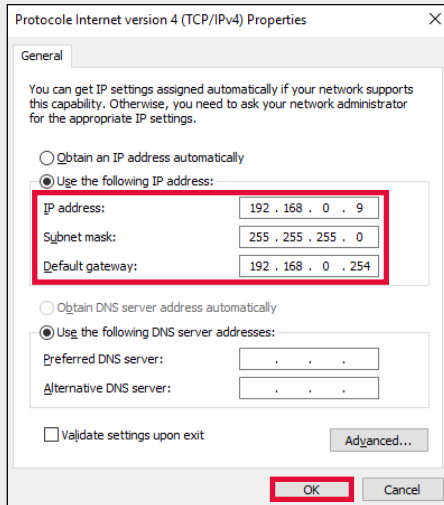 Protocole Internet version 4 (TCP/IPv4) Properties
General
You can get IP settings assigned automatically if your network supports
this capability. Otherwise, you need to ask your network administrator
for the appropriate IP settings.
Obtain an IP address automatically
Use the following IP address:
IP address: 192 . 168 . 0 . 9
Subnet mask: 255 . 255 . 255 . 0
Default gateway: 192 . 168 . 0 . 254
Obtain DNS server address automatically
Use the following DNS server addresses:
Preferred DNS server: . . .
Alternative DNS server: . . .
Validate settings upon exit
Advanced...
OK Cancel